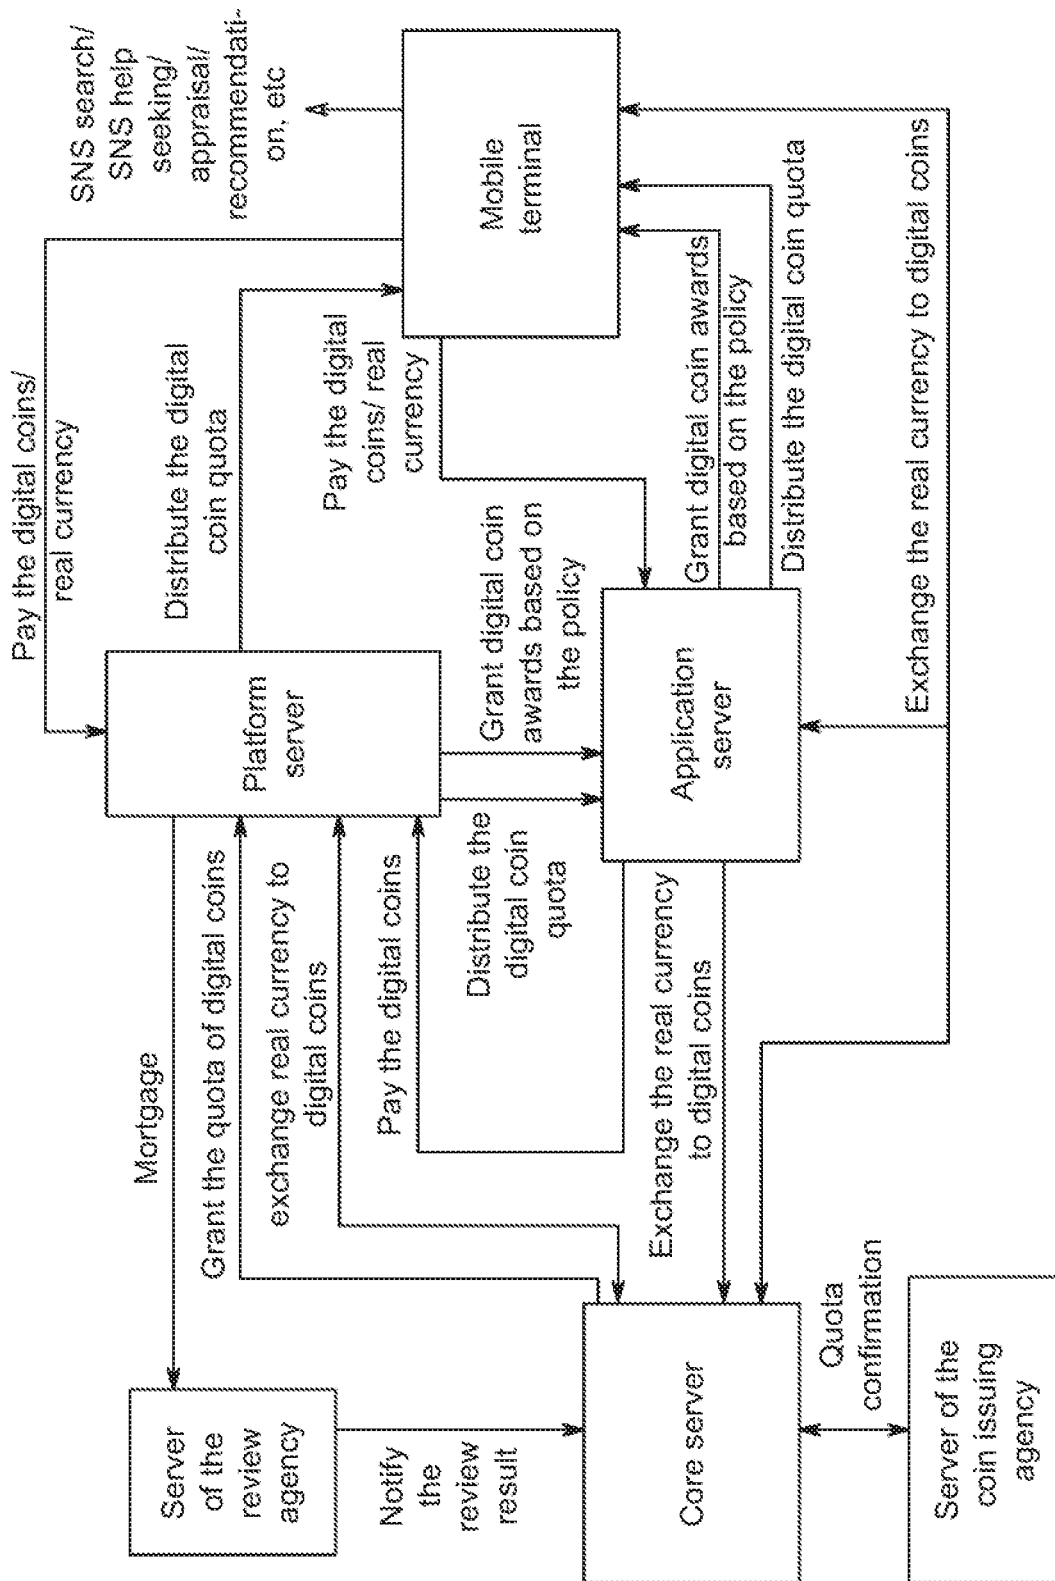 SNS search/
SNS help
seeking/
appraisal/
recommendati-
on, etc
Pay the digital coins/
real currency
Mobile
terminal
Distribute the digital
coin quota
Pay the digital
coins/ real
currency
Grant digital coin awards
based on the policy
Distribute the digital coin quota
Exchange the real currency to digital coins
Platform
server
Grant digital coin
awards based on
the policy
Application
server
Mortgage
Grant the quota of digital coins
exchange real currency to
digital coins
Pay the digital coins
Distribute the
digital coin
quota
Exchange the real currency
to digital coins
Server
of the
review
agency
Notify
the
review
result
Core server
Quota
confirmation
Server of the
coin issuing
agency